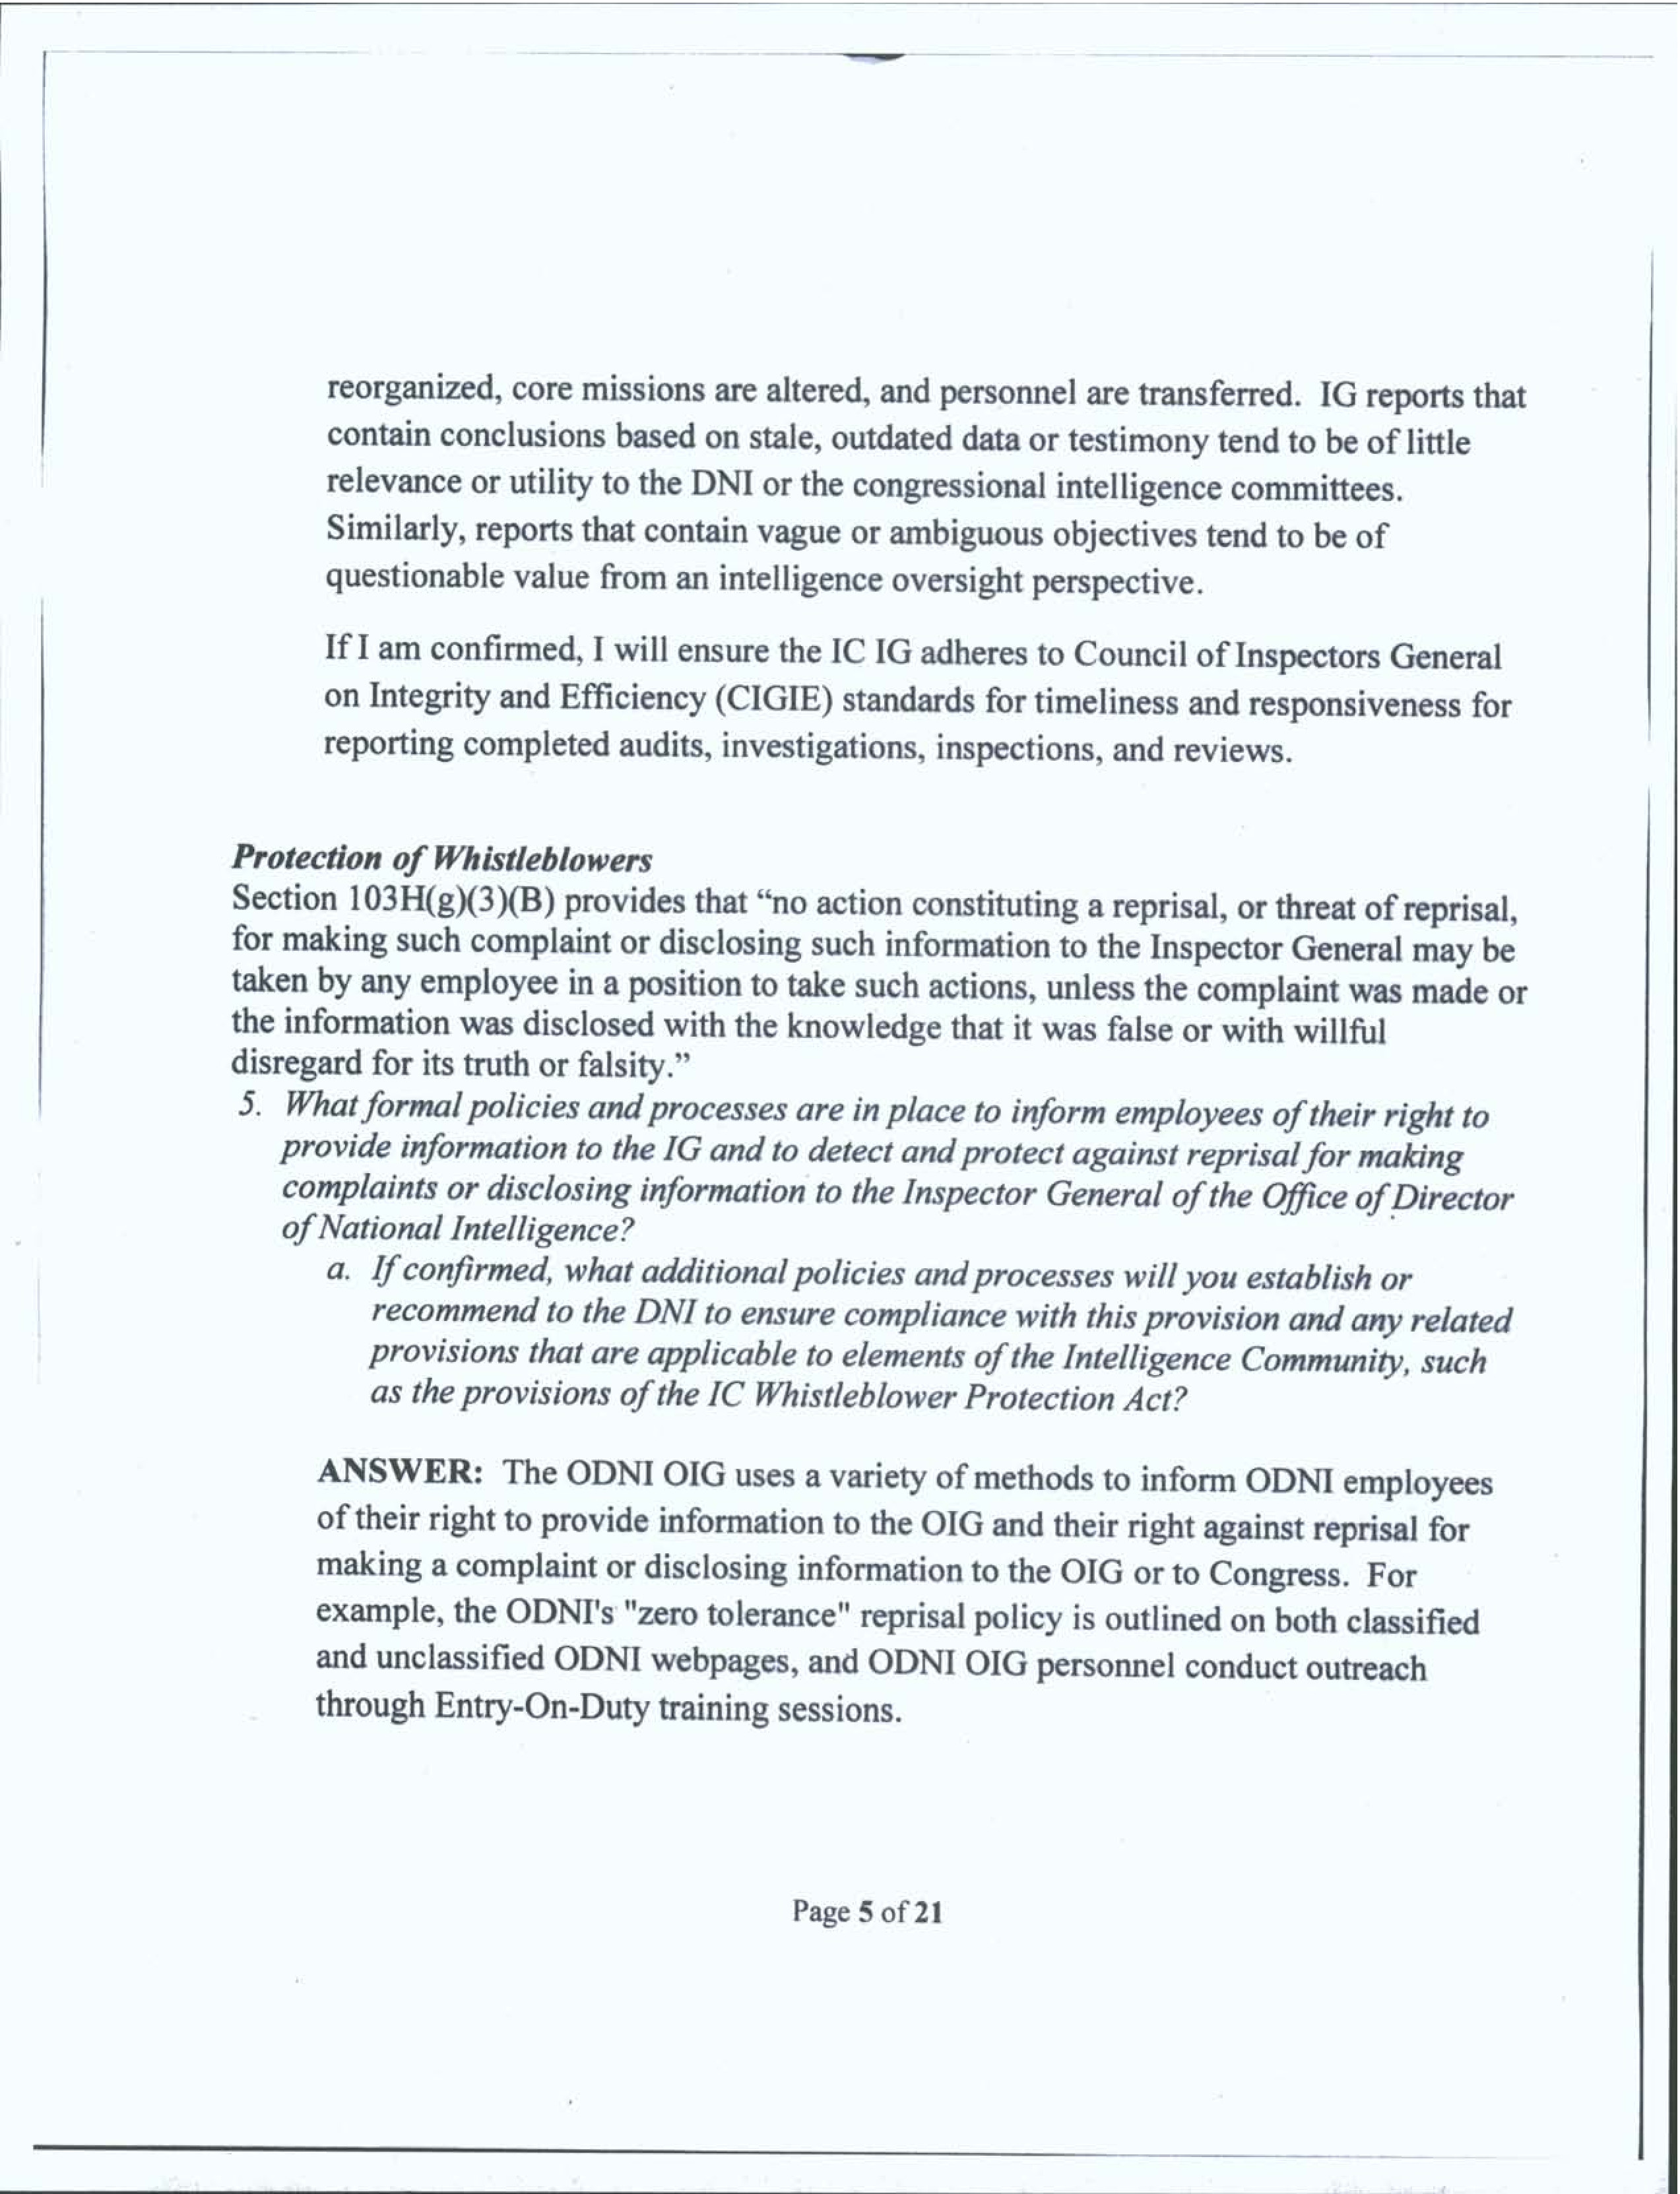 reorganized, core missions are altered, and personnel are transferred.  IG reports that
contain conclusions based on stale, outdated data or testimony tend to be of little
relevance or utility to the DNI or the congressional intelligence committees.
Similarly, reports that contain vague or ambiguous objectives tend to be of
questionable value from an intelligence oversight perspective.
If I am confirmed, I will ensure the IC IG adheres to Council of Inspectors General
on Integrity and Efficiency (CIGIE) standards for timeliness and responsiveness for
reporting completed audits, investigations, inspections, and reviews.
Protection of Whistleblowers
Section 103H(g)(3)(B) provides that “no action constituting a reprisal, or threat of reprisal,
for making such complaint or disclosing such information to the Inspector General may be
taken by any employee in a position to take such actions, unless the complaint was made or
the information was disclosed with the knowledge that it was false or with willful
disregard for its truth or falsity.”
5. What formal policies and processes are in place to inform employees of their right to
provide information to the IG and to detect and protect against reprisal for making
complaints or disclosing information to the Inspector General of the Office of Director
of National Intelligence?
a. If confirmed, what additional policies and processes will you establish or
recommend to the DNI to ensure compliance with this provision and any related
provisions that are applicable to elements of the Intelligence Community, such
as the provisions of the IC Whistleblower Protection Act?
ANSWER:  The ODNI OIG uses a variety of methods to inform ODNI employees
of their right to provide information to the OIG and their right against reprisal for
making a complaint or disclosing information to the OIG or to Congress.  For
example, the ODNI's "zero tolerance" reprisal policy is outlined on both classified
and unclassified ODNI webpages, and ODNI OIG personnel conduct outreach
through Entry-On-Duty training sessions.
Page 5 of 21